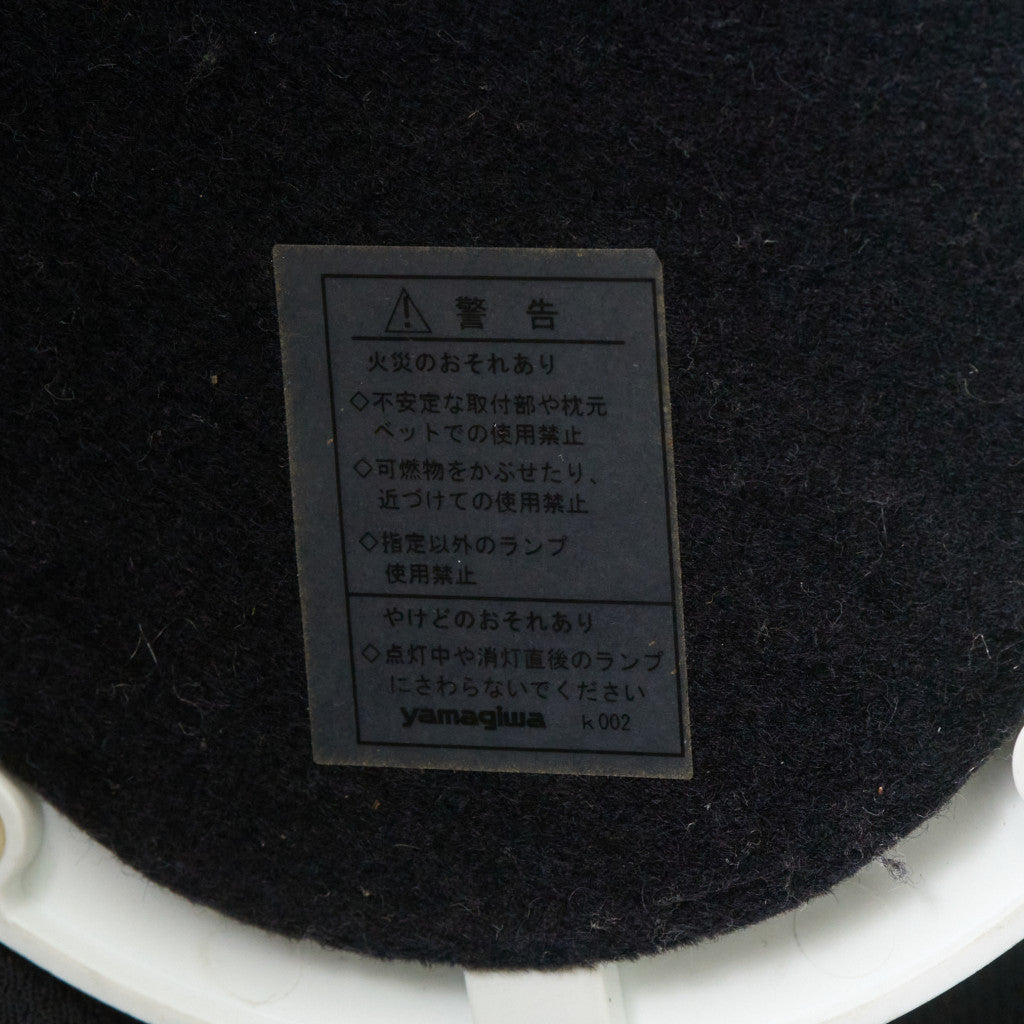 警告
火災のおそれあり
◇不安定な取付部や枕元
ベットでの使用禁止
◇可燃物をかぶせたり、
近づけての使用禁止
◇指定以外のランプ
使用禁止
やけどのおそれあり
◇点灯中や消灯直後のランプ
にさわらないでください
yamagiwa k002